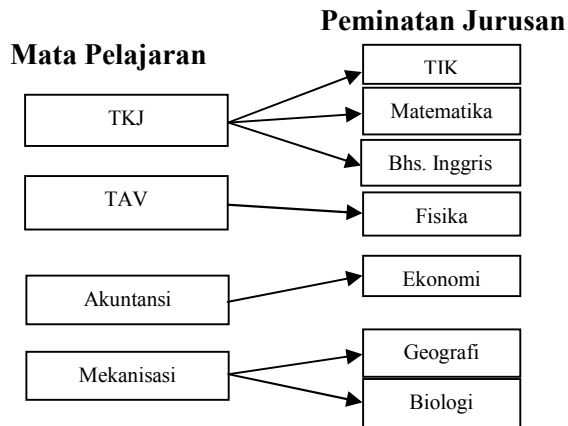 Peminatan Jurusan
Mata Pelajaran
TKJ
TAV
Akuntansi
Mekanisasi
TIK
Matematika
Bhs. Inggris
Fisika
Ekonomi
Geografi
Biologi